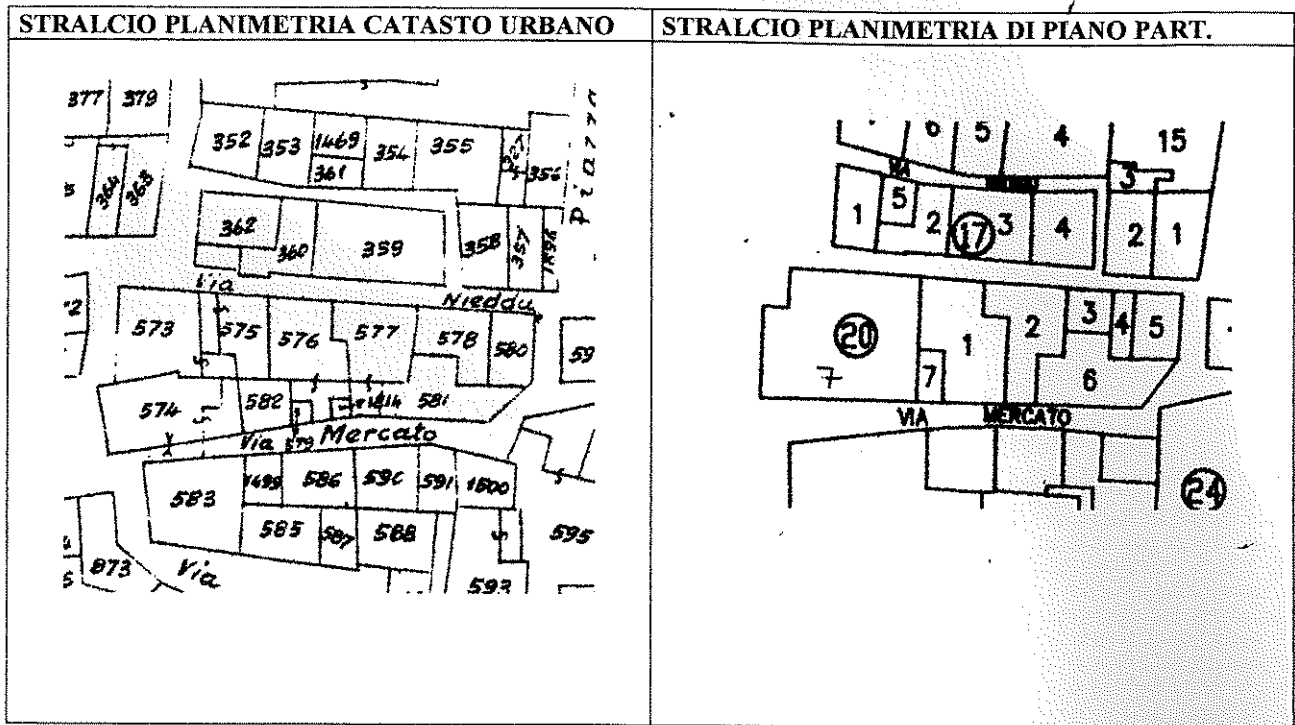 STRALCIO PLANIMETRIA CATASTO URBANO
377 379
352 353 1469 354 355
361
356
Piazza
364 363
362 360 359 358 357
Via Nieddu
573 575 576 577 578 580 59
574 582 581
579 Via Mercato
583 1499 586 590 591 1500
585 587 588 595
873 Via 593
STRALCIO PLANIMETRIA DI PIANO PART.
6 5 4 15
VIA 3
1 5 2 17 3 4 2 1
20 1 2 3 4 5
7 7 6
VIA MERCATO
24